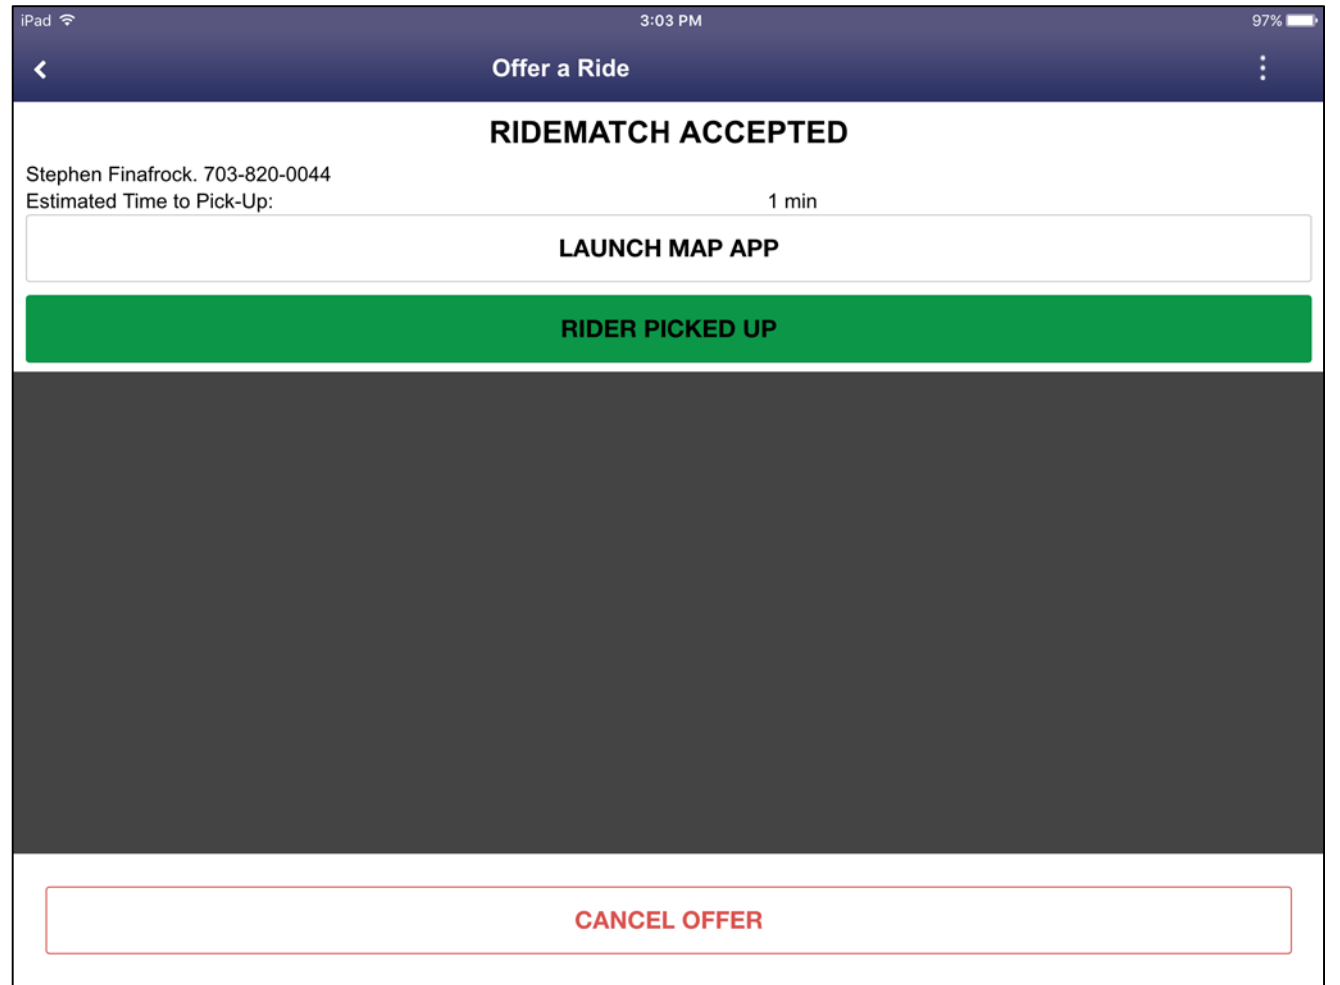 iPad 3:03 PM 97%
Offer a Ride
RIDEMATCH ACCEPTED
Stephen Finafrock. 703-820-0044
Estimated Time to Pick-Up: 1 min
LAUNCH MAP APP
RIDER PICKED UP
CANCEL OFFER